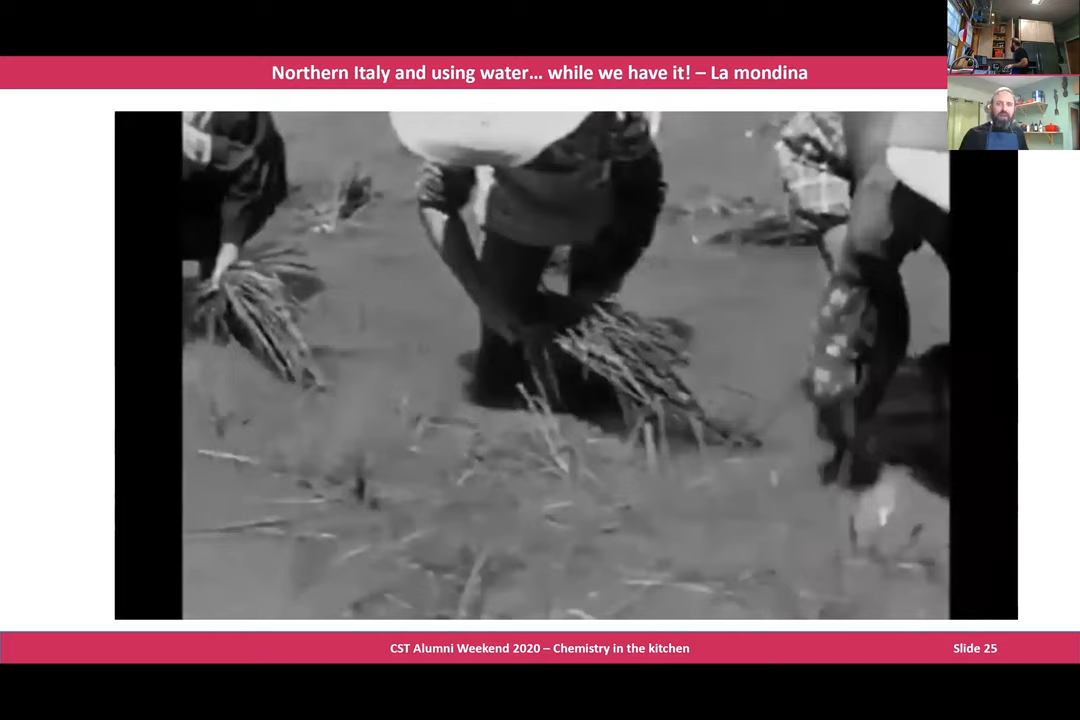 Northern Italy and using water... while we have it! – La mondina
CST Alumni Weekend 2020 – Chemistry in the kitchen
Slide 25